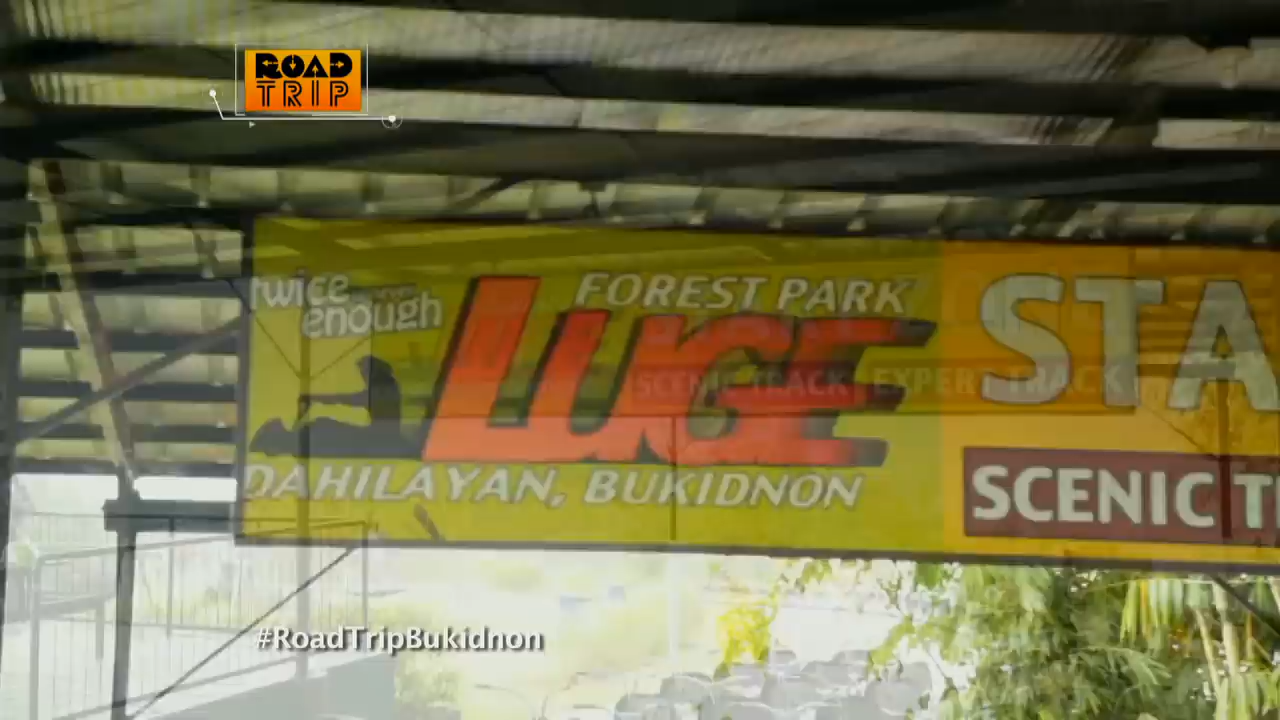 ROAD
TRIP
twice
enough
FOREST PARK
LUGE
DAHILAYAN, BUKIDNON
STA
SCENIC T
SCENIC TRACK
EXPERT TRACK
#RoadTripBukidnon